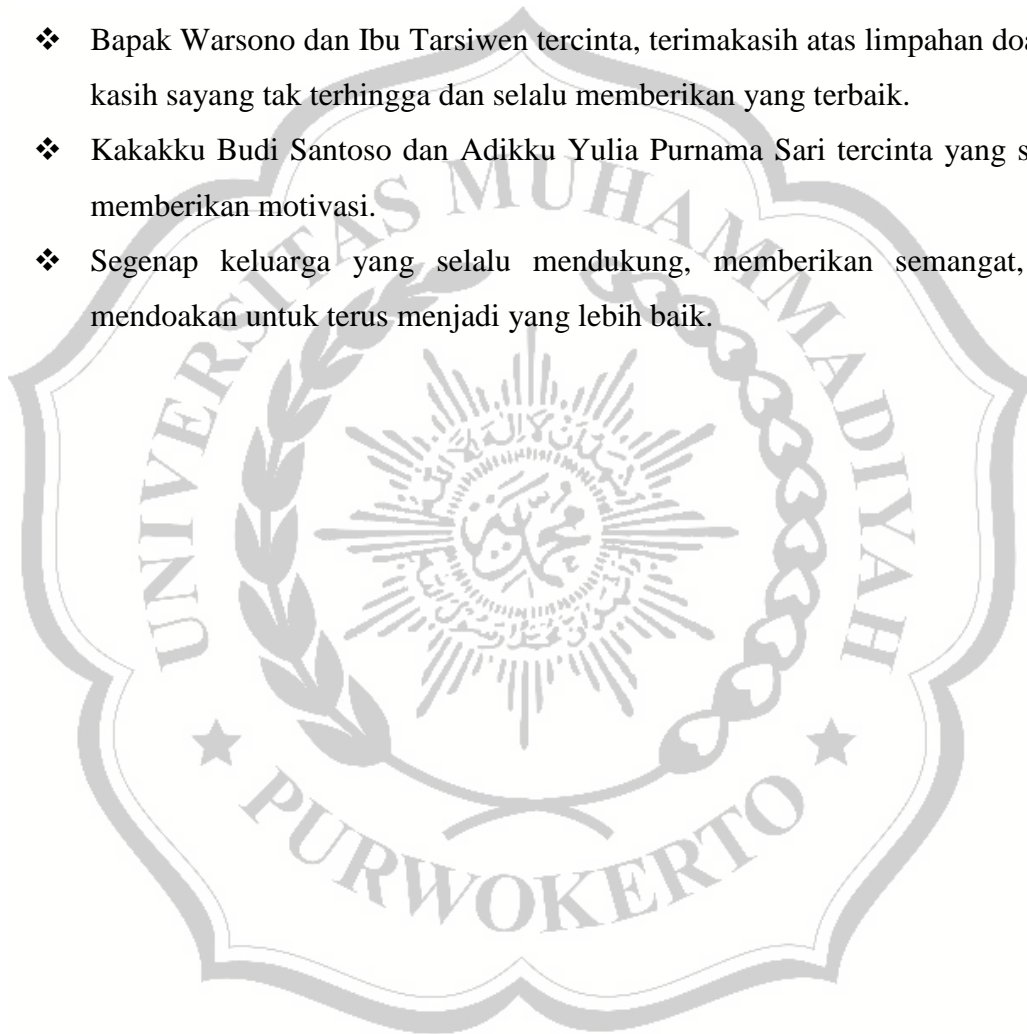 ❖ Bapak Warsono dan Ibu Tarsiwen tercinta, terimakasih atas limpahan doa
kasih sayang tak terhingga dan selalu memberikan yang terbaik.
❖ Kakakku Budi Santoso dan Adikku Yulia Purnama Sari tercinta yang s
memberikan motivasi.
❖ Segenap keluarga yang selalu mendukung, memberikan semangat,
mendoakan untuk terus menjadi yang lebih baik.
UNIVERSITAS MUHAMMADIYAH
PURWOKERTO